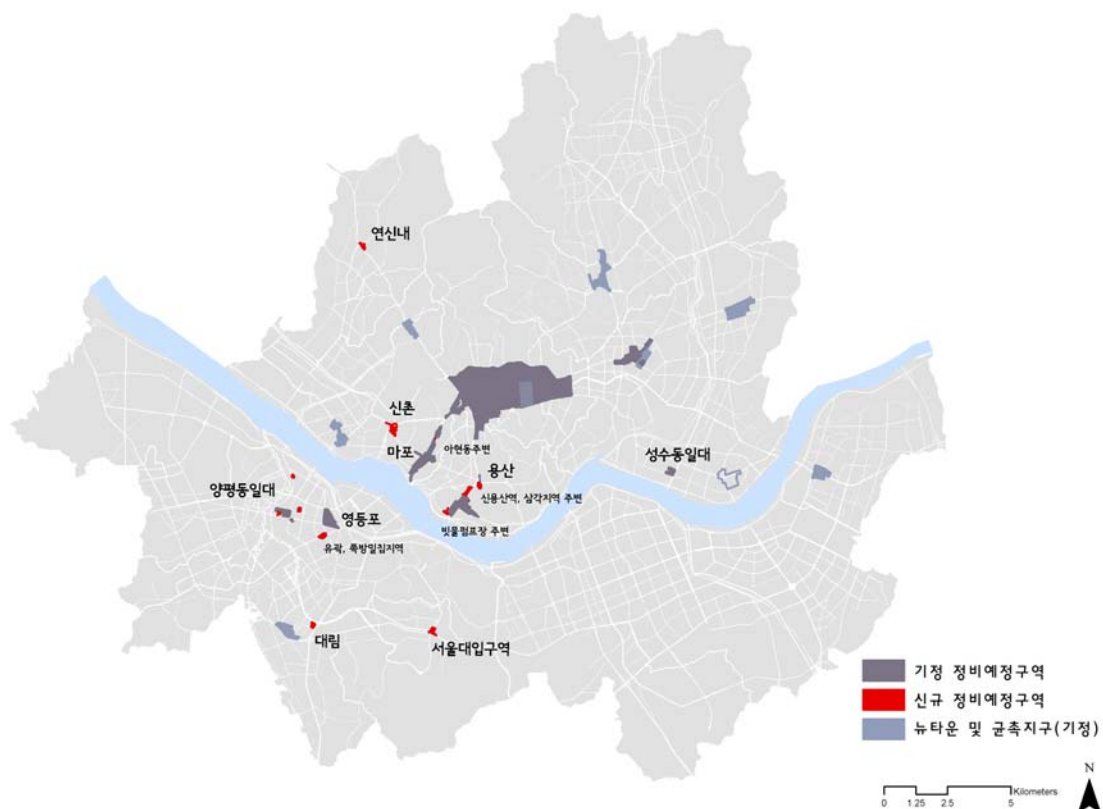 연신내
신촌
마포
아현동주변
용산
성수동일대
신용산역, 삼각지역 주변
양평동일대
영등포
빗물펌프장 주변
유곽, 쪽방밀집지역
대림
서울대입구역
기정 정비예정구역
신규 정비예정구역
뉴타운 및 균촉지구(기정)
N
Kilometers
0 1.25 2.5 5